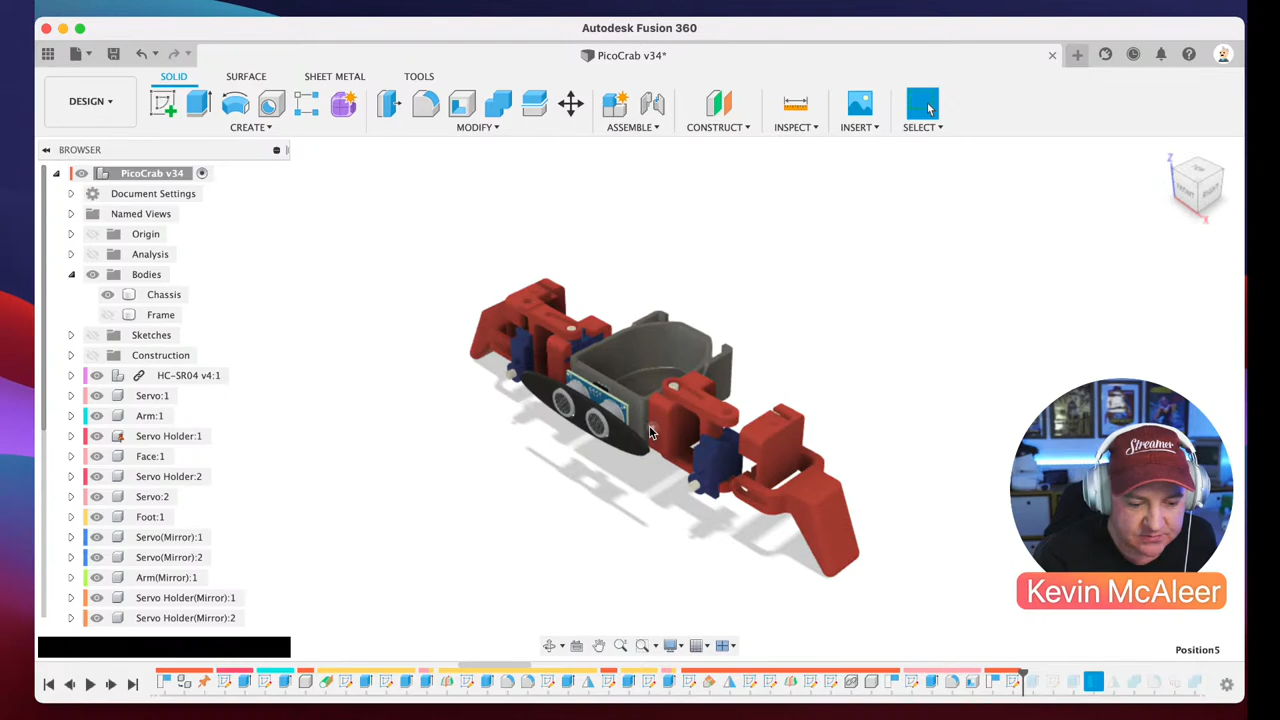 Autodesk Fusion 360
PicoCrab v34*
DESIGN
SOLID SURFACE SHEET METAL TOOLS
CREATE MODIFY ASSEMBLE CONSTRUCT INSPECT INSERT SELECT
BROWSER
PicoCrab v34
Document Settings
Named Views
Origin
Analysis
Bodies
Chassis
Frame
Sketches
Construction
HC-SR04 v4:1
Servo:1
Arm:1
Servo Holder:1
Face:1
Servo Holder:2
Servo:2
Foot:1
Servo(Mirror):1
Servo(Mirror):2
Arm(Mirror):1
Servo Holder(Mirror):1
Servo Holder(Mirror):2
Z
TOP
FRONT
RIGHT
X
Streamer
Kevin McAleer
Position5